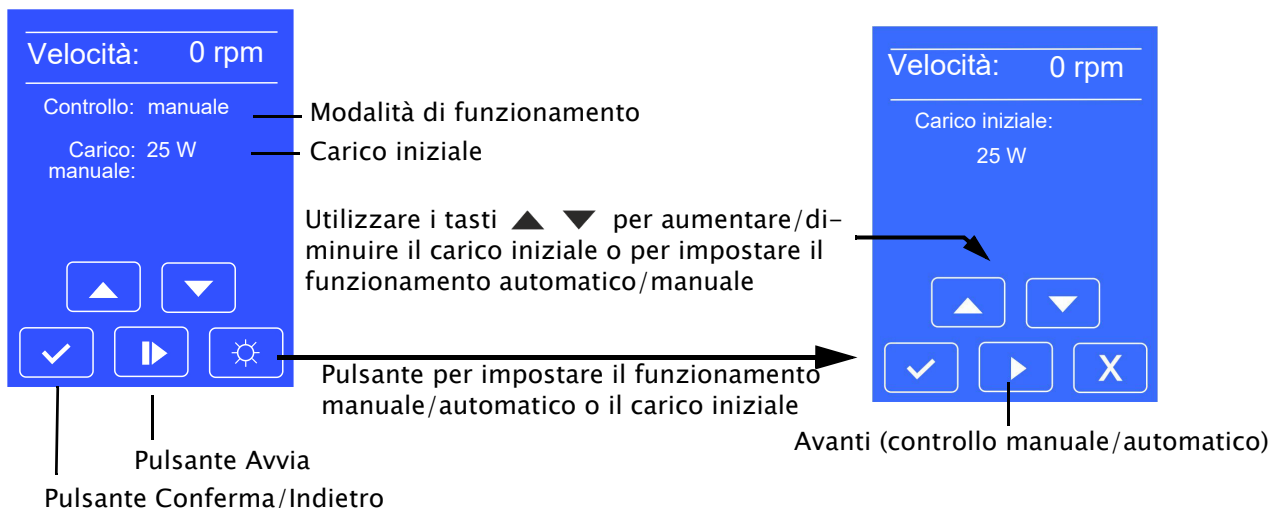 Velocità: 0 rpm
Controllo: manuale
Carico: 25 W
manuale:
Modalità di funzionamento
Carico iniziale
Utilizzare i tasti ▲ ▼ per aumentare/di-
minuire il carico iniziale o per impostare il
funzionamento automatico/manuale
Pulsante per impostare il funzionamento
manuale/automatico o il carico iniziale
Pulsante Avvia
Pulsante Conferma/Indietro
Velocità: 0 rpm
Carico iniziale:
25 W
X
Avanti (controllo manuale/automatico)